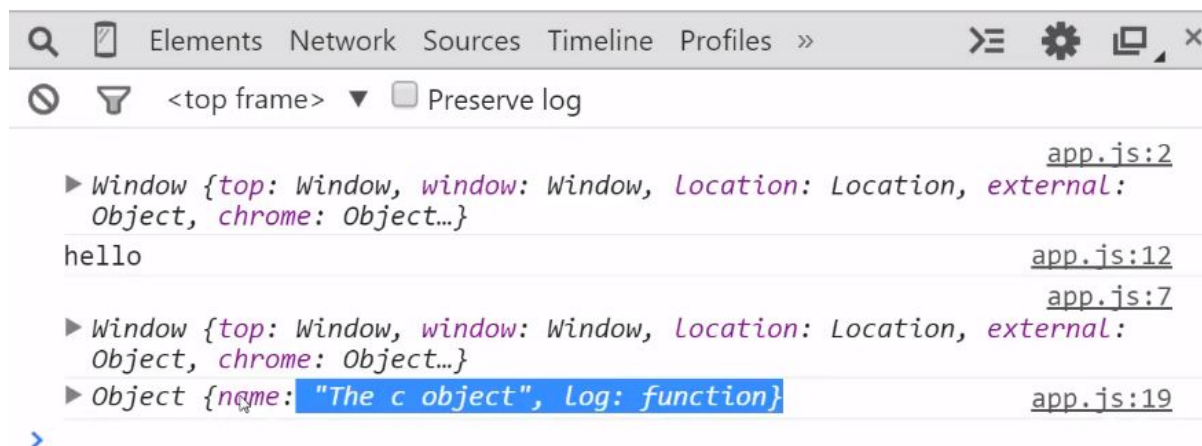 Elements Network Sources Timeline Profiles »
<top frame> ▼ Preserve log
app.js:2
▶ Window {top: Window, window: Window, location: Location, external:
Object, chrome: Object…}
hello app.js:12
app.js:7
▶ Window {top: Window, window: Window, location: Location, external:
Object, chrome: Object…}
▶ Object {name: "The c object", log: function} app.js:19
>